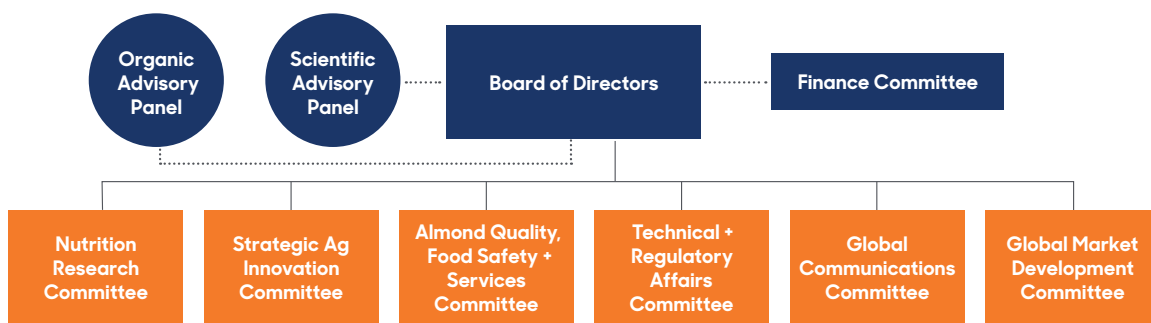 Organic
Advisory
Panel
Scientific
Advisory
Panel
Board of Directors
Finance Committee
Nutrition
Research
Committee
Strategic Ag
Innovation
Committee
Almond Quality,
Food Safety +
Services
Committee
Technical +
Regulatory
Affairs
Committee
Global
Communications
Committee
Global Market
Development
Committee